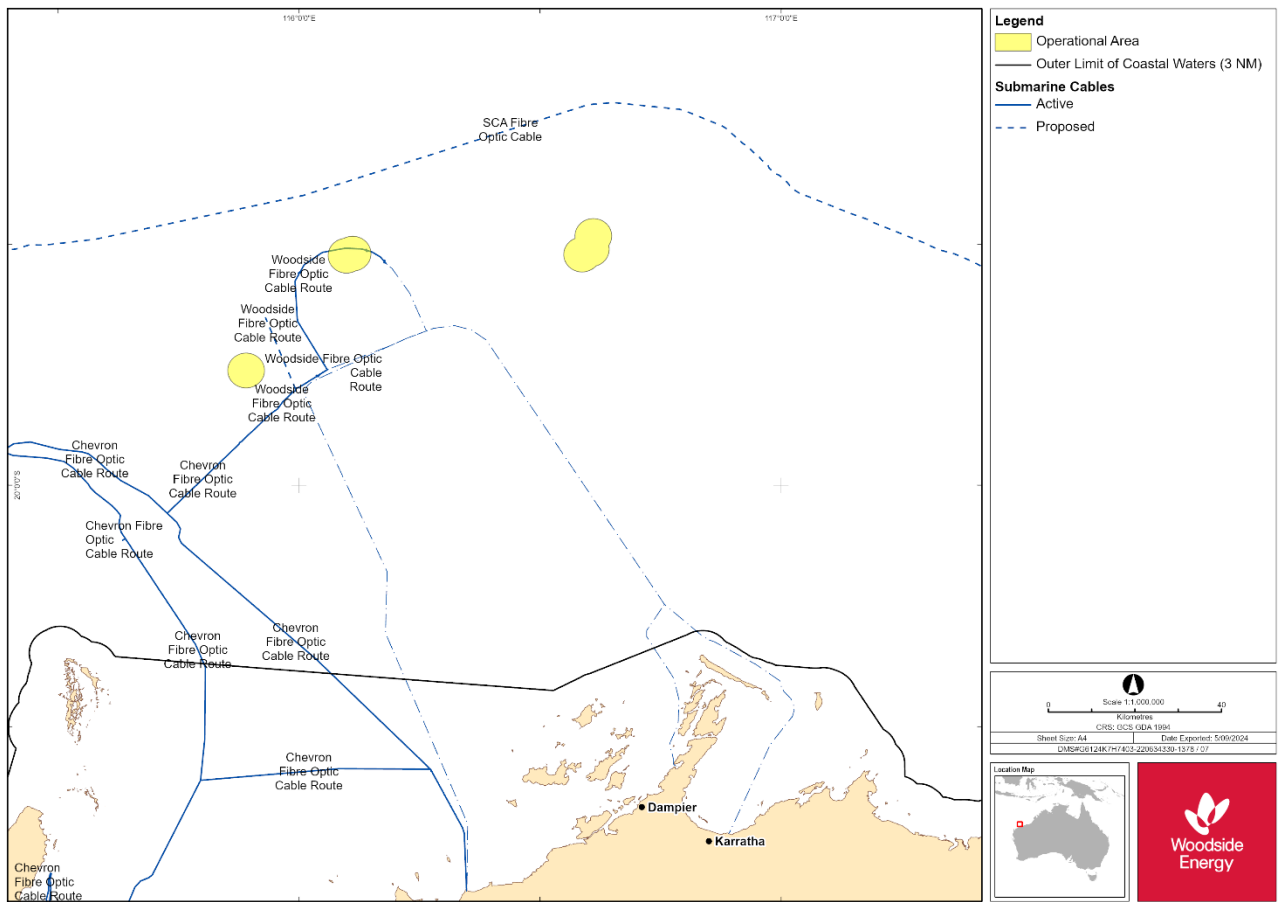 116°0'0"E
117°0'0"E
SCA Fibre
Optic Cable
Woodside
Fibre Optic
Cable Route
Woodside
Fibre Optic
Cable Route
Woodside Fibre Optic
Cable
Route
Woodside
Fibre Optic
Cable Route
Chevron
Fibre Optic
Cable Route
Chevron
Fibre Optic
Cable Route
20°0'0"S
Chevron Fibre
Optic
Cable Route
Chevron
Fibre Optic
Cable Route
Chevron
Fibre Optic
Cable Route
Chevron
Fibre Optic
Cable Route
Dampier
Karratha
Chevron
Fibre Optic
Cable Route
Legend
Operational Area
Outer Limit of Coastal Waters (3 NM)
Submarine Cables
Active
Proposed
Scale 1:1,000,000
0 40
Kilometres
CRS: GCS GDA 1994
Sheet Size: A4 Date Exported: 5/09/2024
Location Map
Woodside
Energy